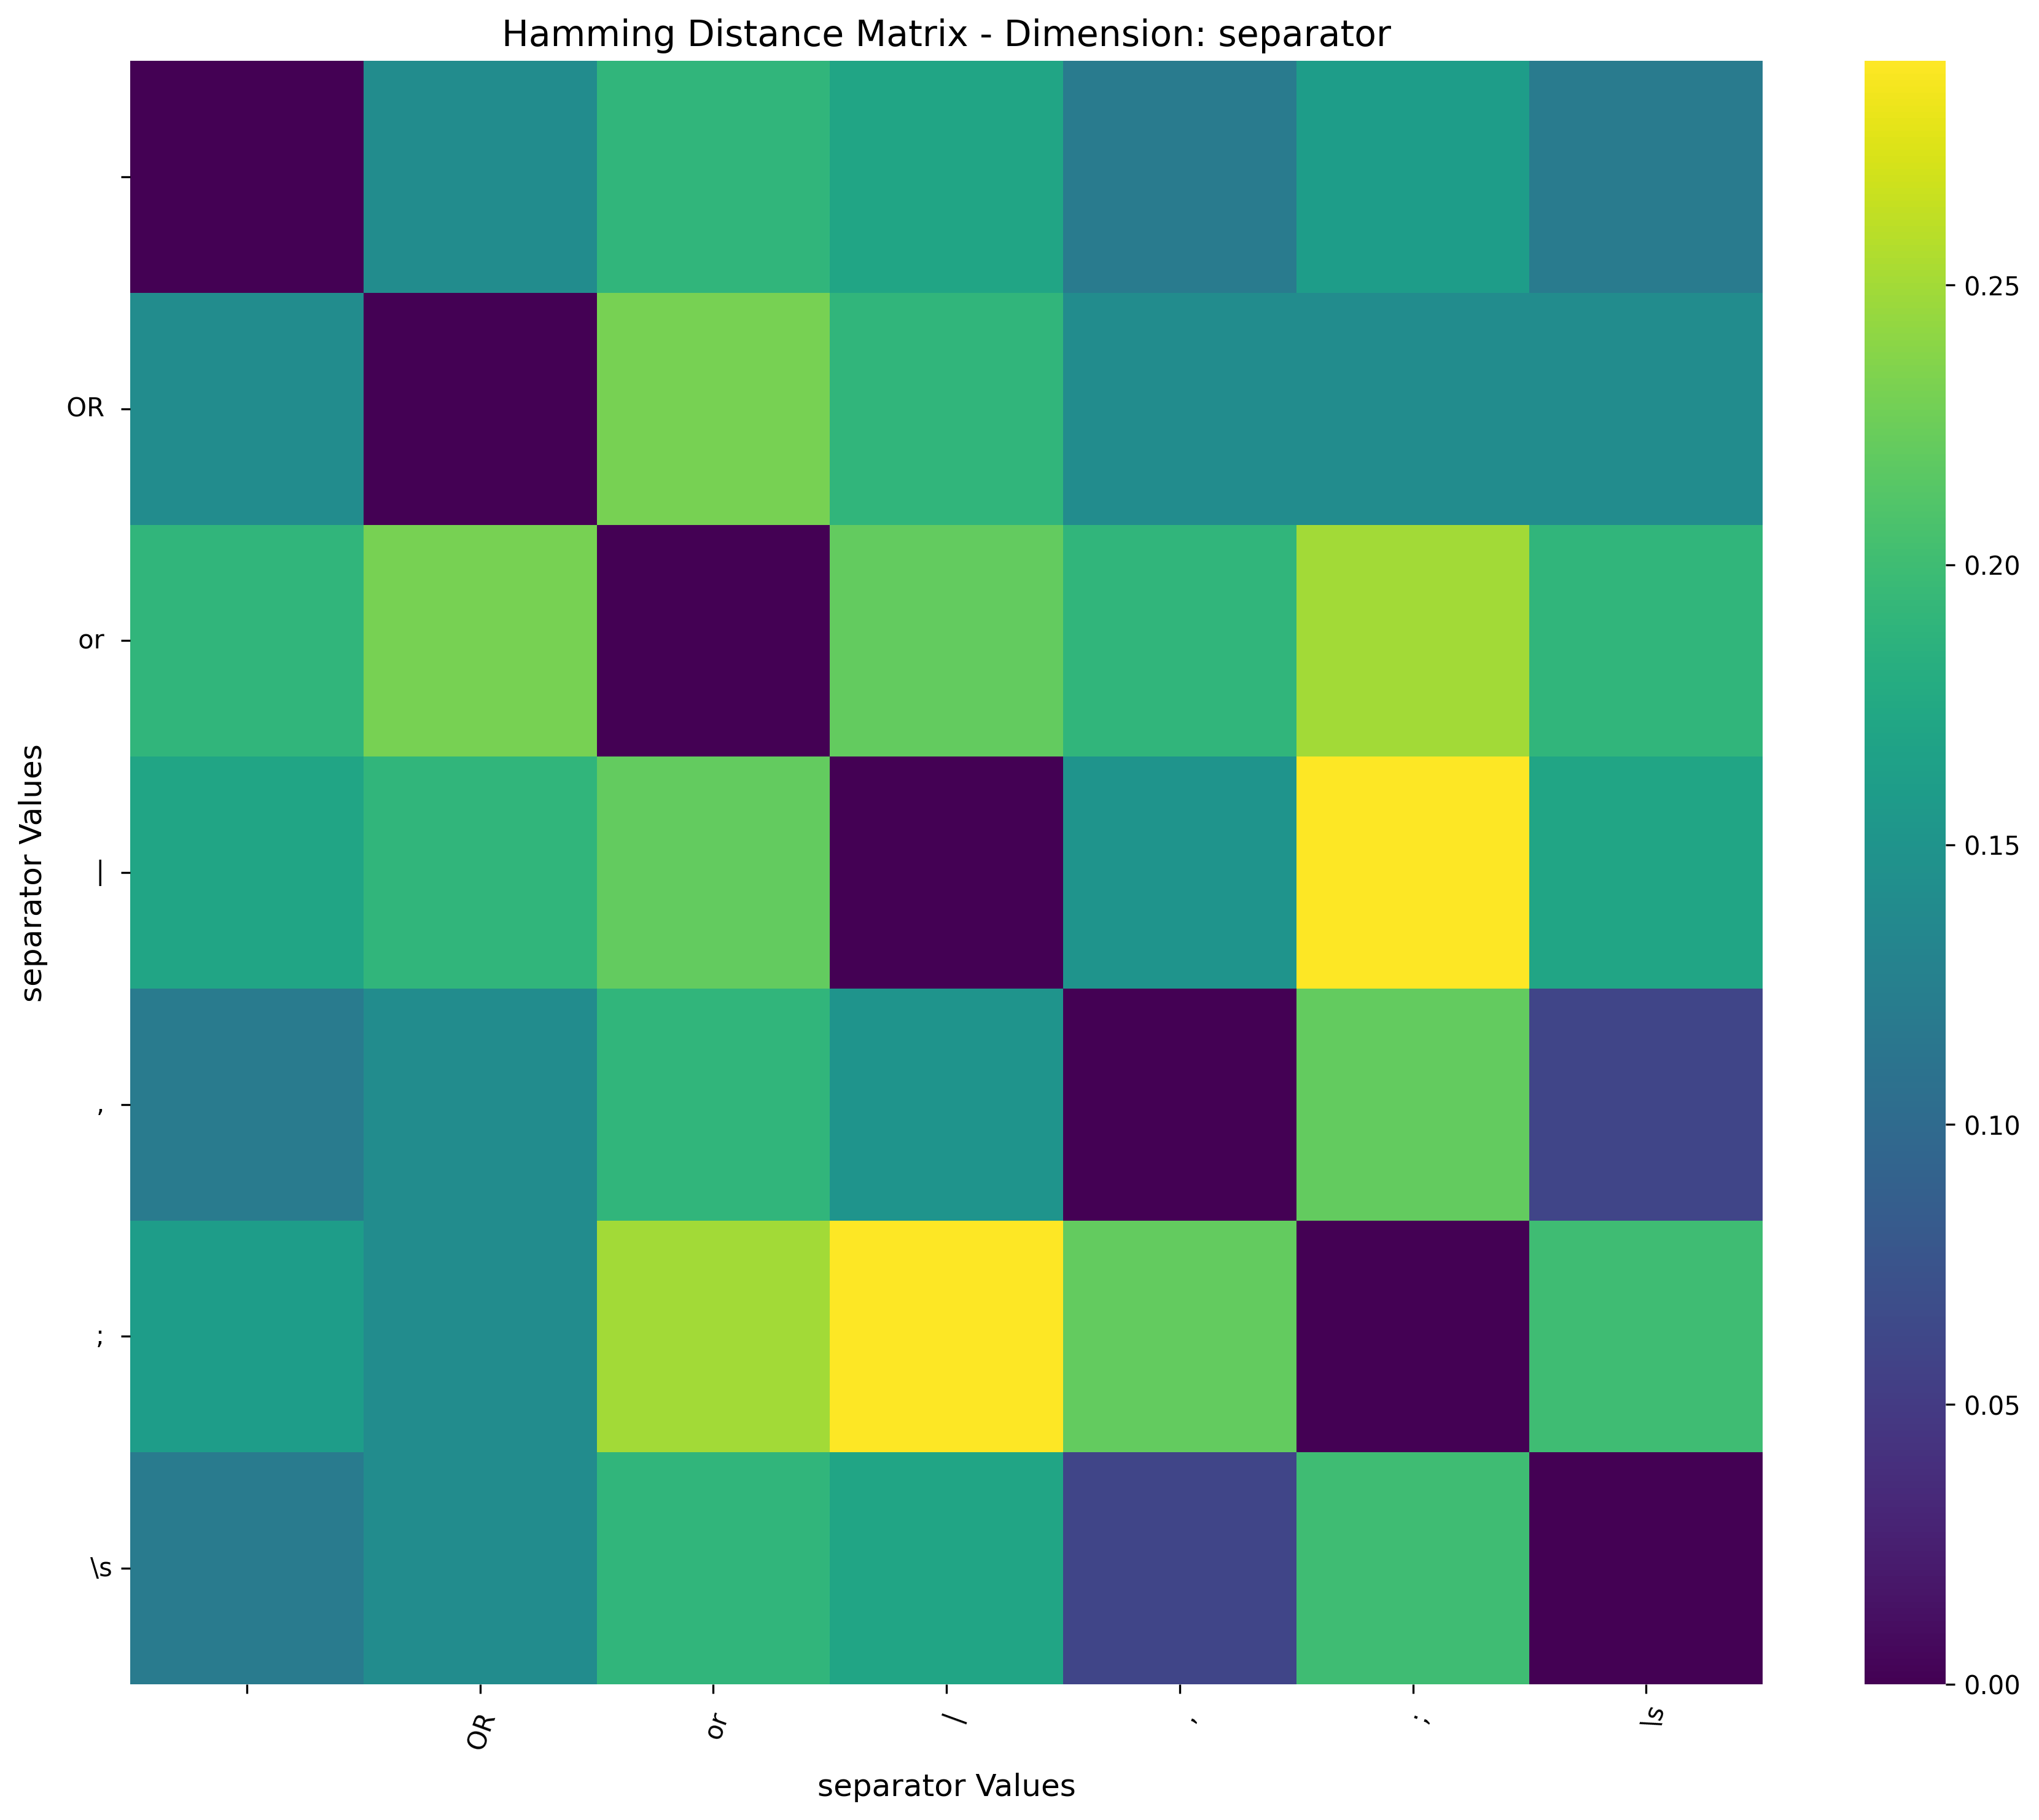 Hamming Distance Matrix - Dimension: separator
separator Values
OR
or
|
,
;
\s
OR
or
|
,
;
\s
separator Values
0.25
0.20
0.15
0.10
0.05
0.00